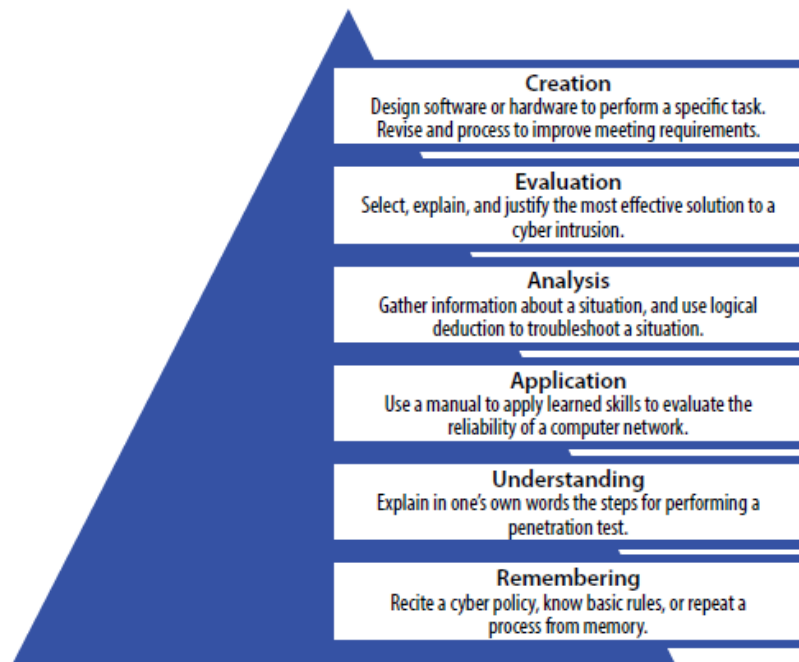 Creation
Design software or hardware to perform a specific task.
Revise and process to improve meeting requirements.
Evaluation
Select, explain, and justify the most effective solution to a
cyber intrusion.
Analysis
Gather information about a situation, and use logical
deduction to troubleshoot a situation.
Application
Use a manual to apply learned skills to evaluate the
reliability of a computer network.
Understanding
Explain in one’s own words the steps for performing a
penetration test.
Remembering
Recite a cyber policy, know basic rules, or repeat a
process from memory.